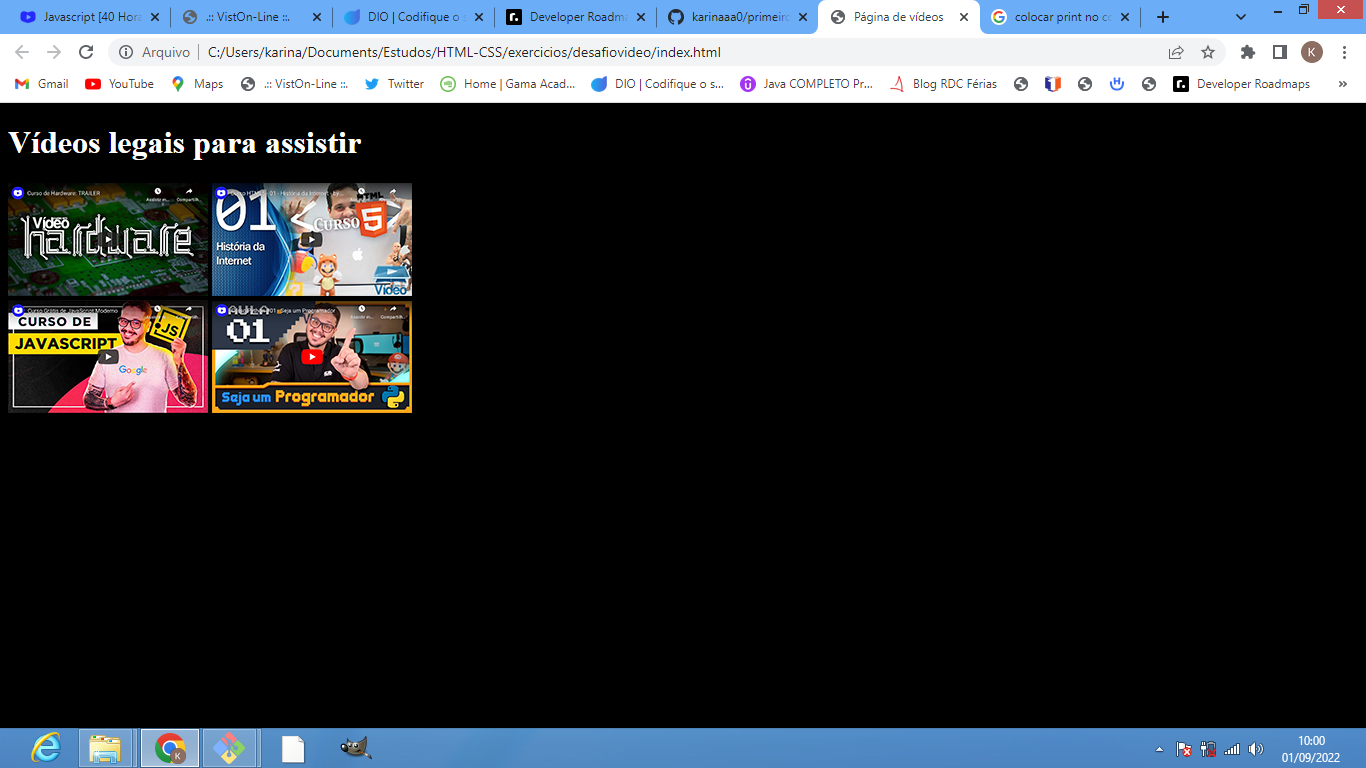 Javascript [40 Hora
.:: VistOn-Line ::.
DIO | Codifique o s
Developer Roadma
karinaaa0/primeiro
Página de vídeos
colocar print no co
Arquivo
C:/Users/karina/Documents/Estudos/HTML-CSS/exercicios/desafiovideo/index.html
K
Gmail
YouTube
Maps
.:: VistOn-Line ::.
Twitter
Home | Gama Acad...
DIO | Codifique o s...
Java COMPLETO Pr...
Blog RDC Férias
Developer Roadmaps
»
Vídeos legais para assistir
Curso de Hardware: TRAILER
Assistir m...
Compartilh...
Vídeo
hardware
Curso HTML5 - 01 - História da Internet - by
01
HTML
CURSO
5
História da
Internet
Vídeo
Curso Grátis de JavaScript Moderno
CURSO DE
JAVASCRIPT
JS
Google
AULA
01
Seja um Programador
Assistir m...
Compartilh...
Seja um Programador
K
10:00
01/09/2022